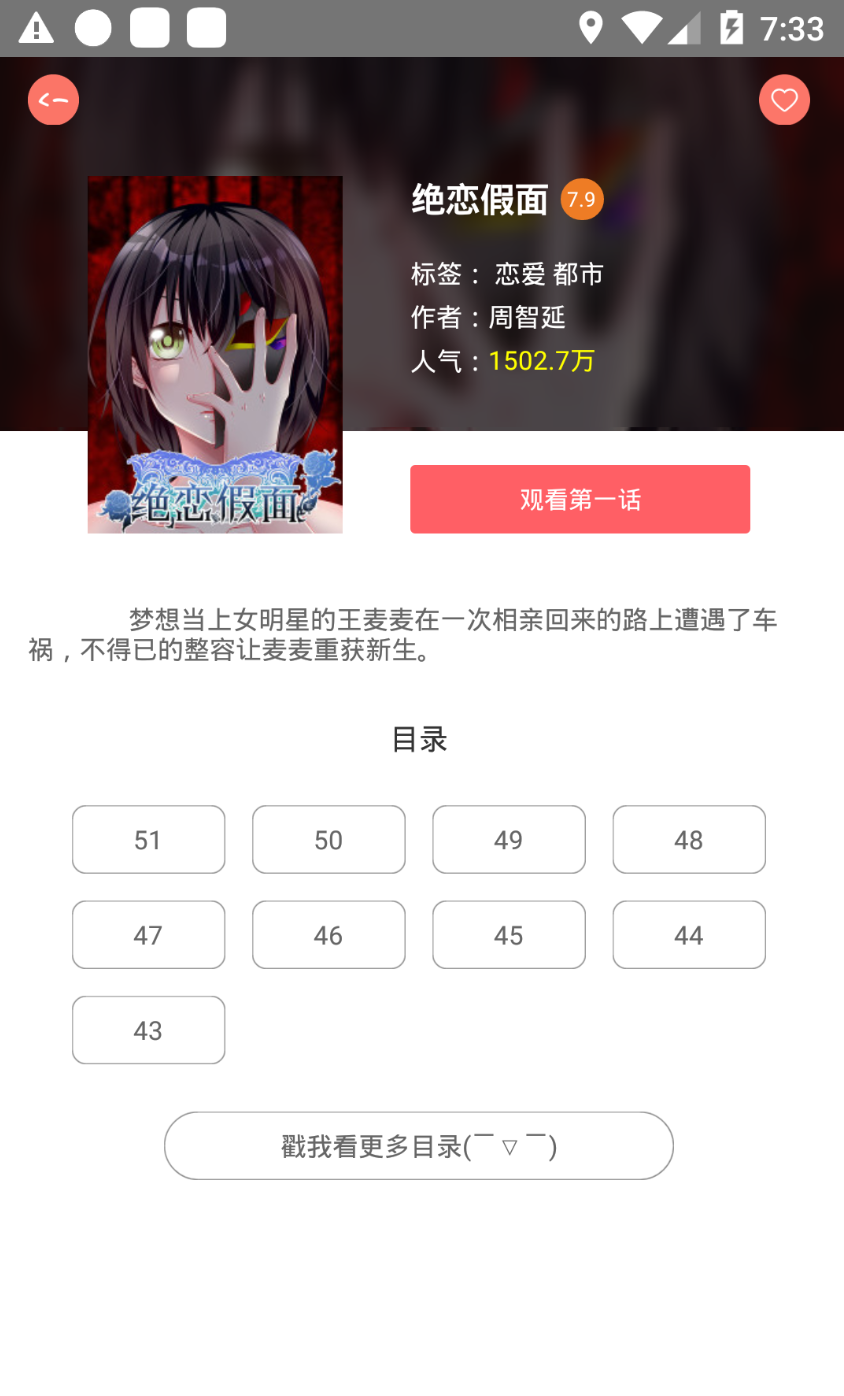 7:33
绝恋假面 7.9
标签： 恋爱 都市
作者：周智延
人气：1502.7万
绝恋假面
观看第一话
梦想当上女明星的王麦麦在一次相亲回来的路上遭遇了车
祸，不得已的整容让麦麦重获新生。
目录
51 50 49 48
47 46 45 44
43
戳我看更多目录(￣▽￣)